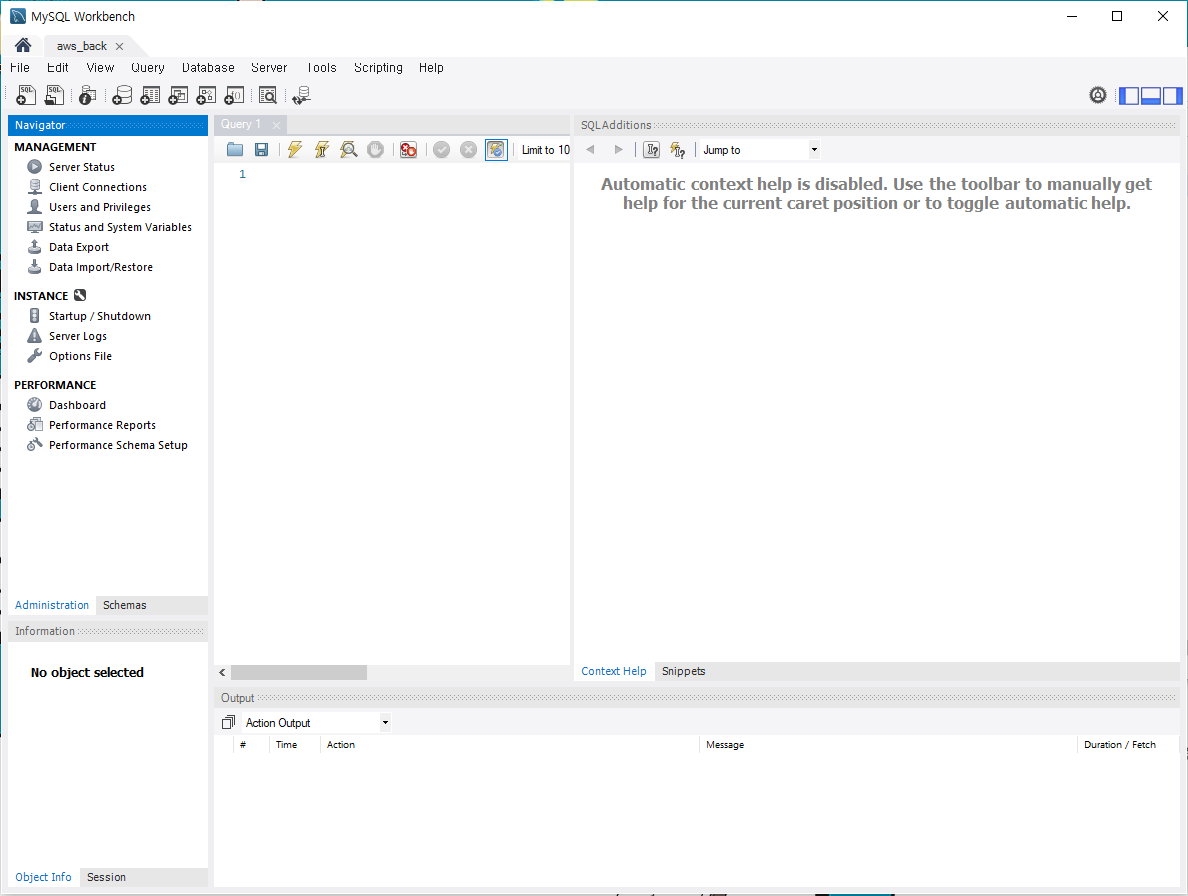 MySQL Workbench
aws_back
File Edit View Query Database Server Tools Scripting Help
Navigator
MANAGEMENT
Server Status
Client Connections
Users and Privileges
Status and System Variables
Data Export
Data Import/Restore
INSTANCE
Startup / Shutdown
Server Logs
Options File
PERFORMANCE
Dashboard
Performance Reports
Performance Schema Setup
Administration Schemas
Information
No object selected
Object Info Session
Query 1
Limit to 10
1
SQLAdditions
Jump to
Automatic context help is disabled. Use the toolbar to manually get
help for the current caret position or to toggle automatic help.
Context Help Snippets
Output
Action Output
# Time Action Message Duration / Fetch